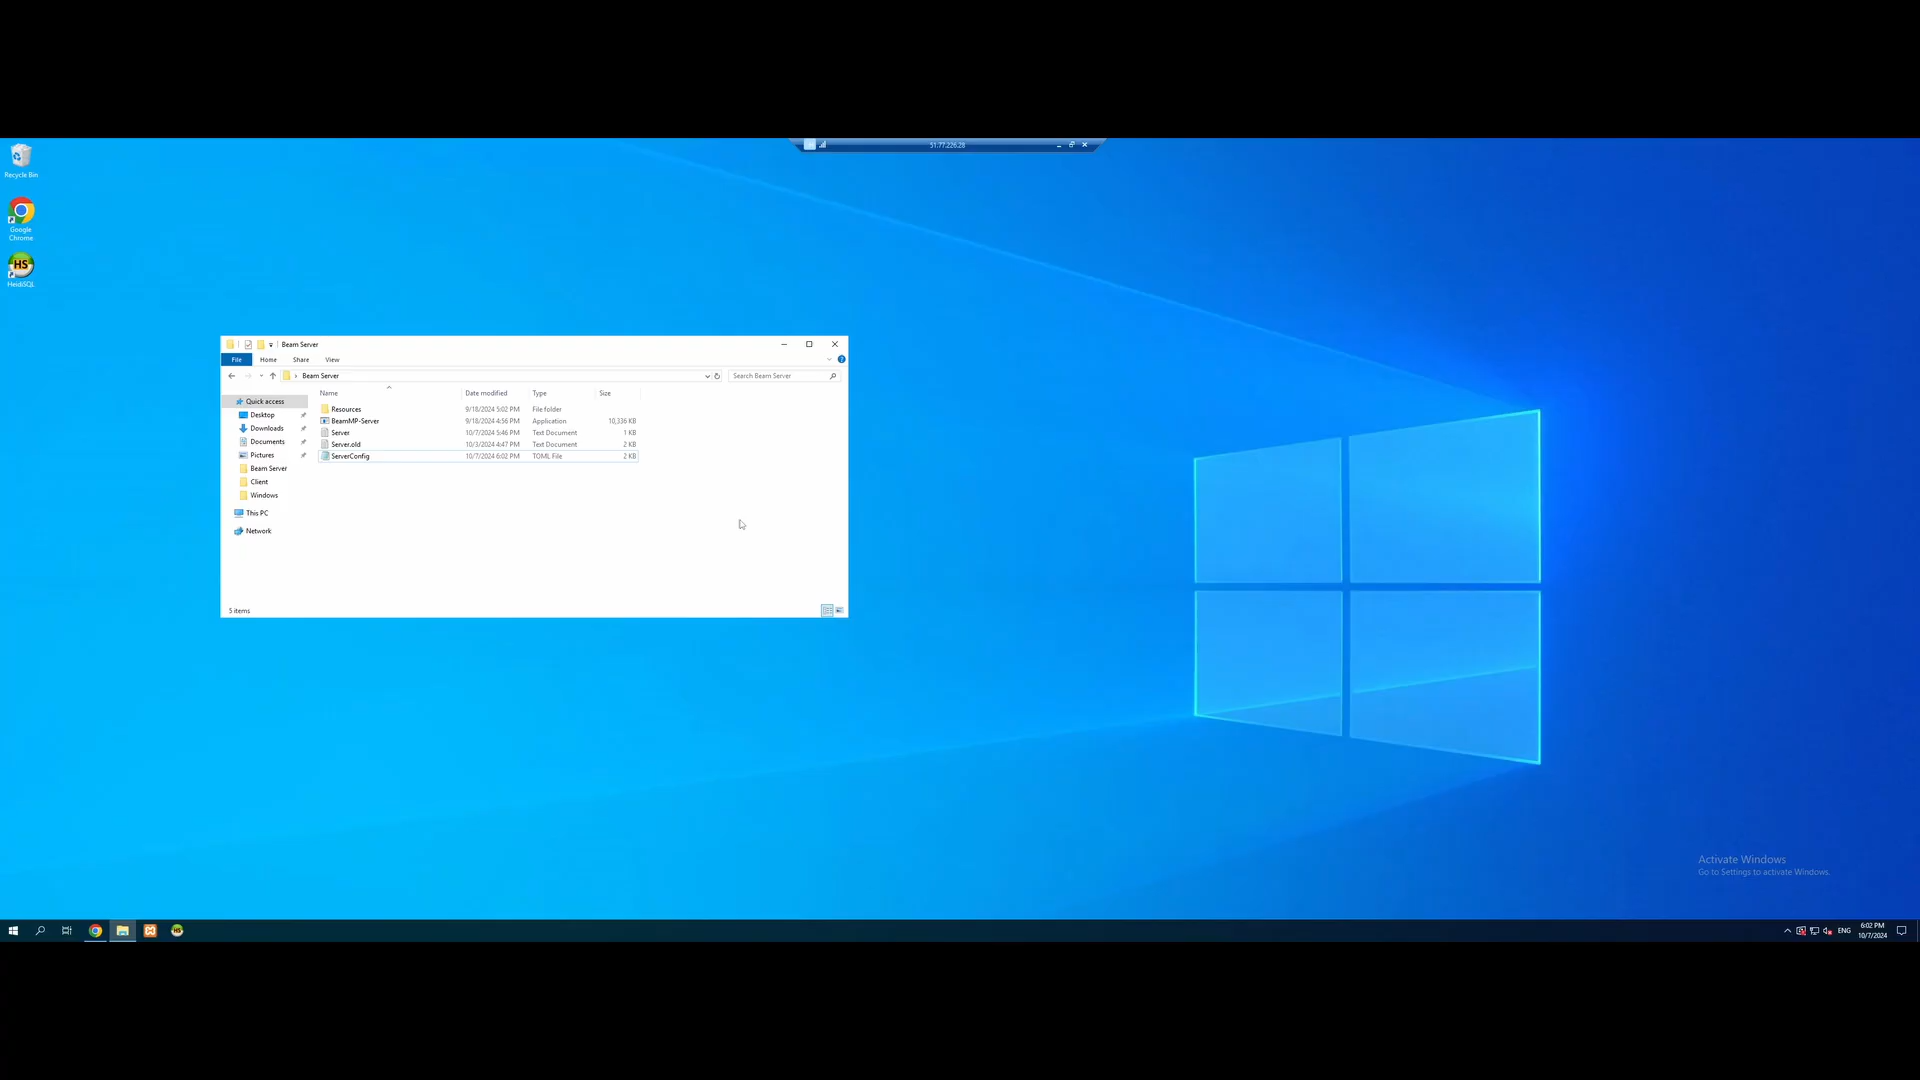 51.77.226.28
Recycle Bin
Google
Chrome
HS
HeidiSQL
Beam Server
File Home Share View
Beam Server
Search Beam Server
Name Date modified Type Size
Quick access
Desktop
Downloads
Documents
Pictures
Beam Server
Client
Windows
This PC
Network
Resources 9/18/2024 5:02 PM File folder
BeamMP-Server 9/18/2024 4:56 PM Application 10,336 KB
Server 10/7/2024 5:46 PM Text Document 1 KB
Server.old 10/3/2024 4:47 PM Text Document 2 KB
ServerConfig 10/7/2024 6:02 PM TOML File 2 KB
5 items
Activate Windows
Go to Settings to activate Windows.
HS
ENG
6:02 PM
10/7/2024